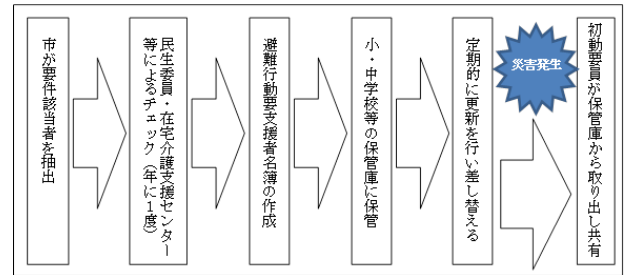 市が要件該当者を抽出
民生委員・在宅介護支援センター
等によるチェック（年に１度）
避難行動要支援者名簿の作成
小・中学校等の保管庫に保管
定期的に更新を行い差し替える
災害発生
初動要員が保管庫から取り出し共有